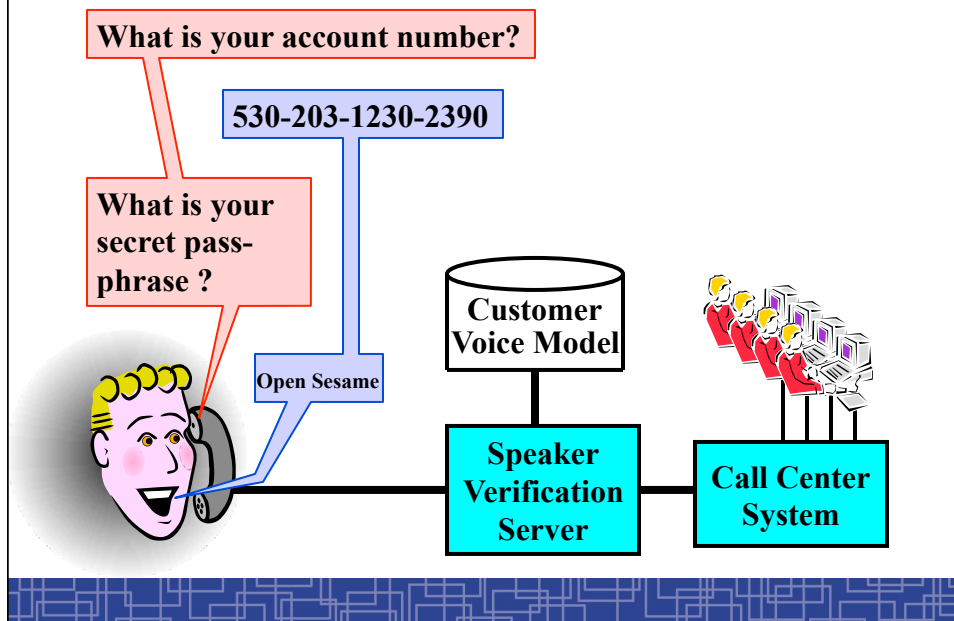 What is your account number?
530-203-1230-2390
What is your
secret pass-
phrase ?
Open Sesame
Customer
Voice Model
Speaker
Verification
Server
Call Center
System